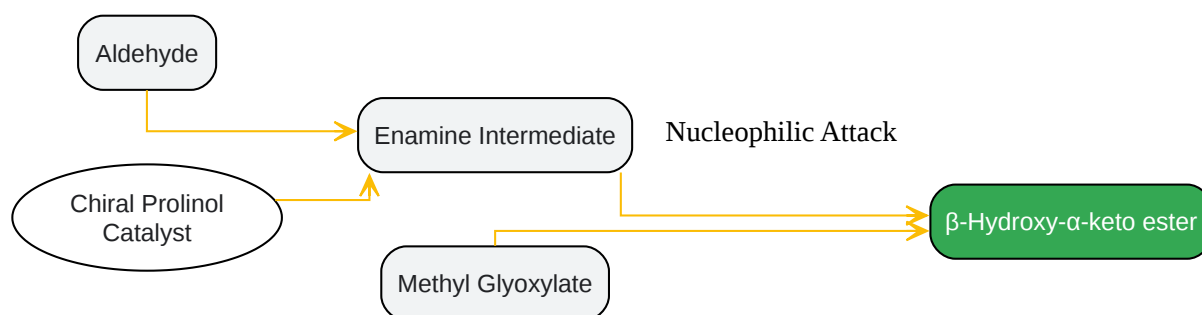 Aldehyde
Enamine Intermediate
Nucleophilic Attack
Chiral Prolinol
Catalyst
β-Hydroxy-α-keto ester
Methyl Glyoxylate